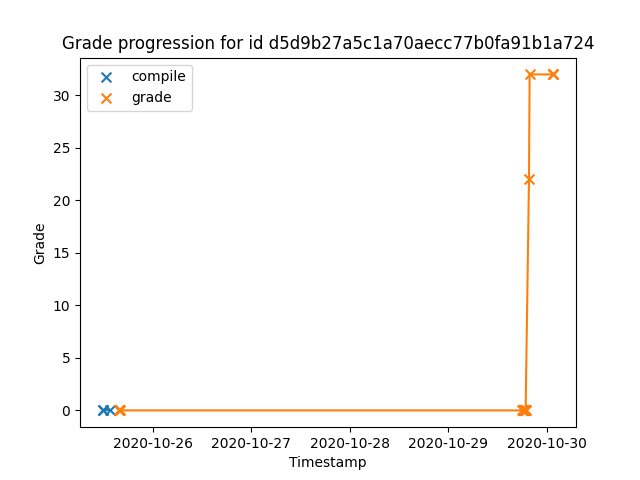 Grade progression for id d5d9b27a5c1a70aecc77b0fa91b1a724
compile
grade
Grade
30
25
20
15
10
5
0
2020-10-26 2020-10-27 2020-10-28 2020-10-29 2020-10-30
Timestamp